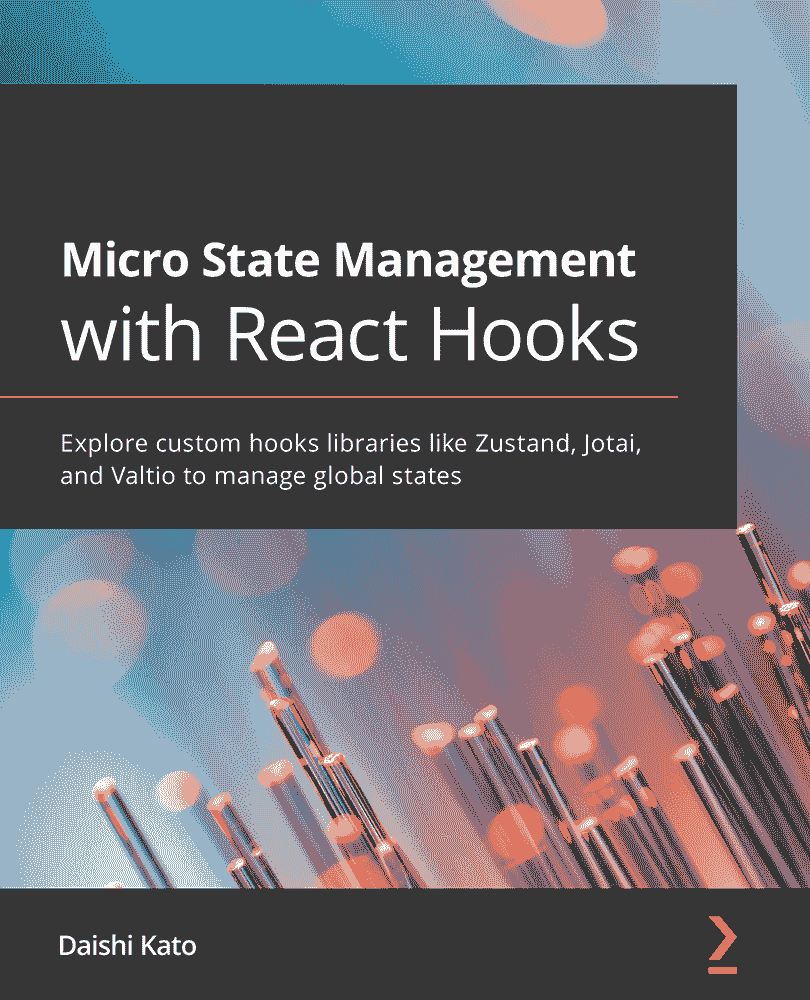 Micro State Management
with React Hooks
Explore custom hooks libraries like Zustand, Jotai,
and Valtio to manage global states
Daishi Kato